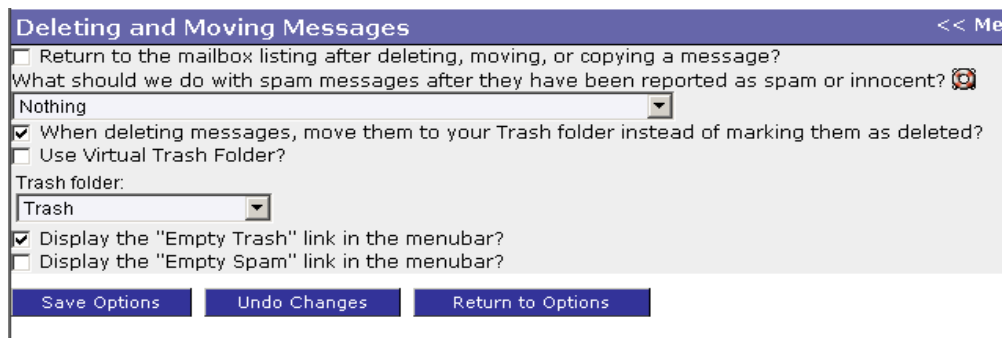 Deleting and Moving Messages << Me
Return to the mailbox listing after deleting, moving, or copying a message?
What should we do with spam messages after they have been reported as spam or innocent?
Nothing
When deleting messages, move them to your Trash folder instead of marking them as deleted?
Use Virtual Trash Folder?
Trash folder:
Trash
Display the "Empty Trash" link in the menubar?
Display the "Empty Spam" link in the menubar?
Save Options Undo Changes Return to Options